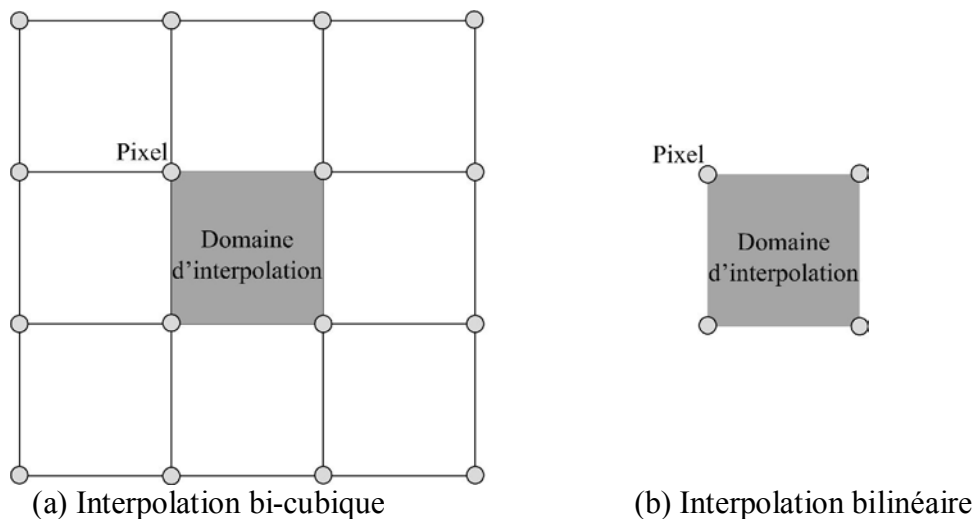 Pixel
Domaine
d'interpolation
(a) Interpolation bi-cubique
Pixel
Domaine
d'interpolation
(b) Interpolation bilinéaire